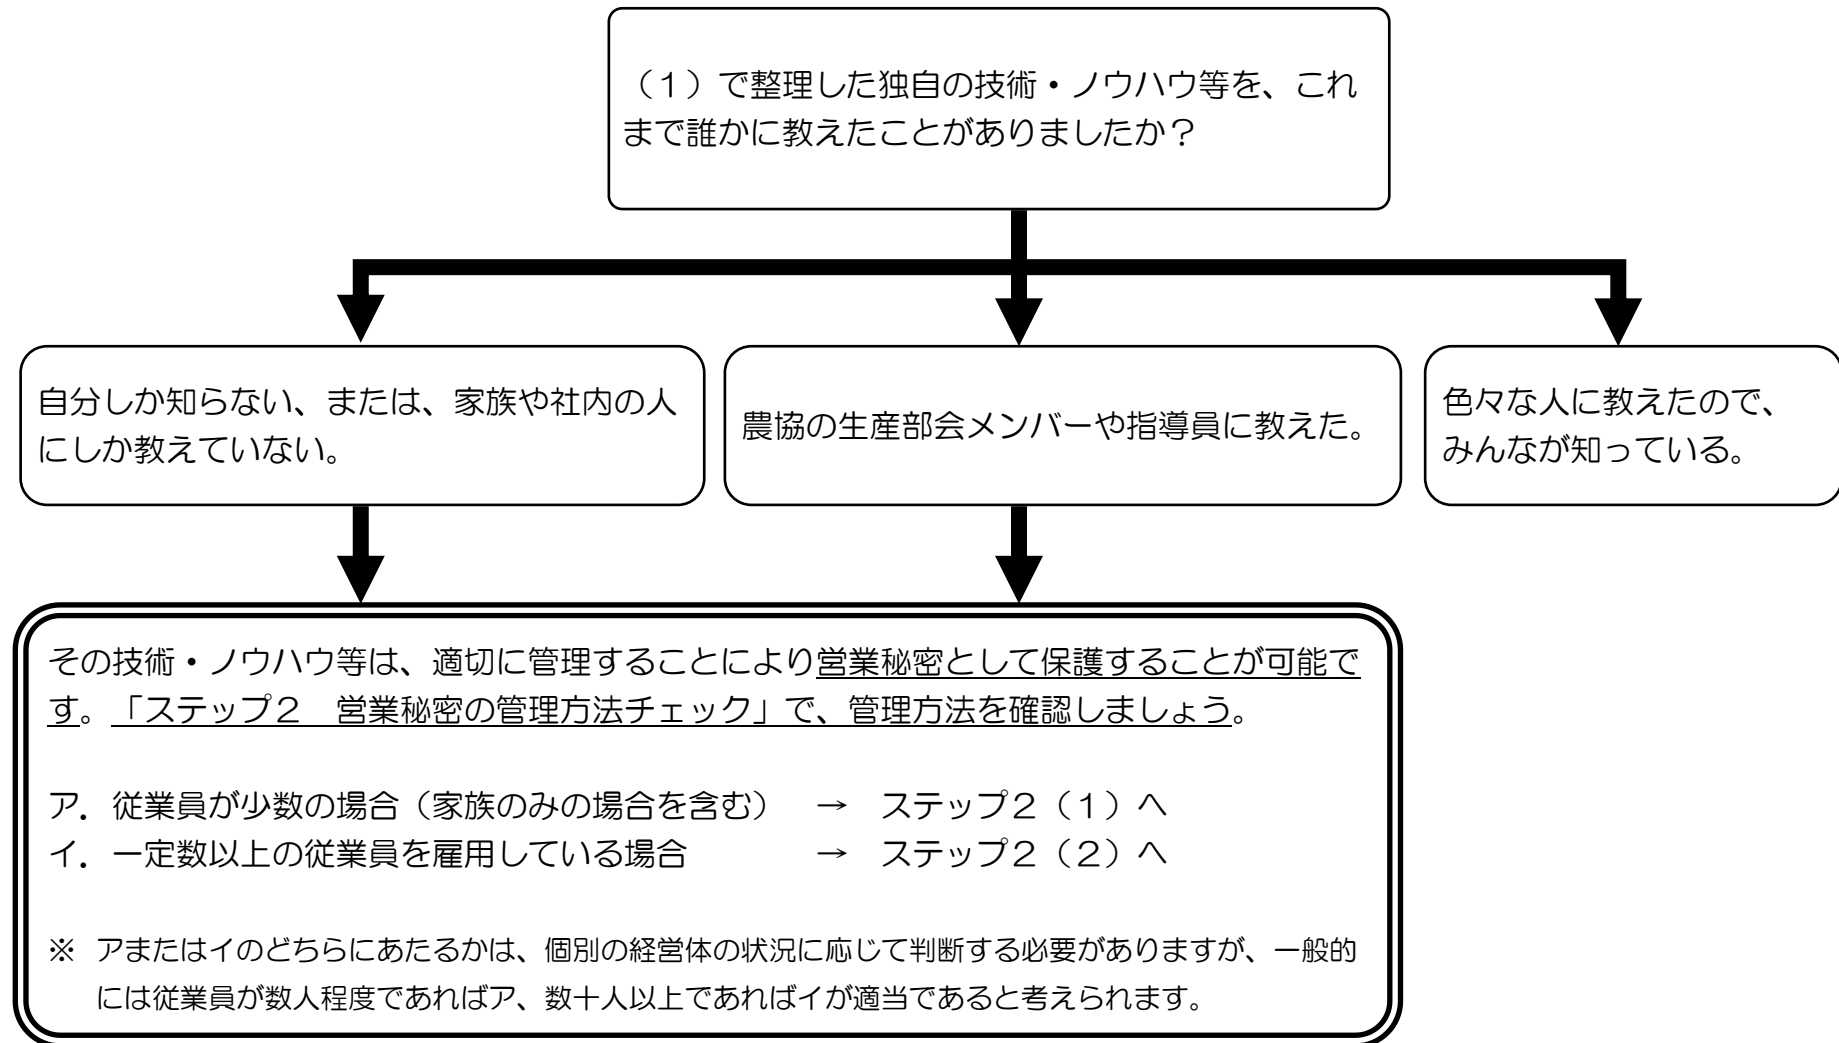 （１）で整理した独自の技術・ノウハウ等を、これ
まで誰かに教えたことがありましたか？
自分しか知らない、または、家族や社内の人
にしか教えていない。
農協の生産部会メンバーや指導員に教えた。
色々な人に教えたので、
みんなが知っている。
その技術・ノウハウ等は、適切に管理することにより営業秘密として保護することが可能で
す。「ステップ２　営業秘密の管理方法チェック」で、管理方法を確認しましょう。
ア．従業員が少数の場合（家族のみの場合を含む）　→　ステップ２（１）へ
イ．一定数以上の従業員を雇用している場合　→　ステップ２（２）へ
※　アまたはイのどちらにあたるかは、個別の経営体の状況に応じて判断する必要がありますが、一般的
には従業員が数人程度であればア、数十人以上であればイが適当であると考えられます。